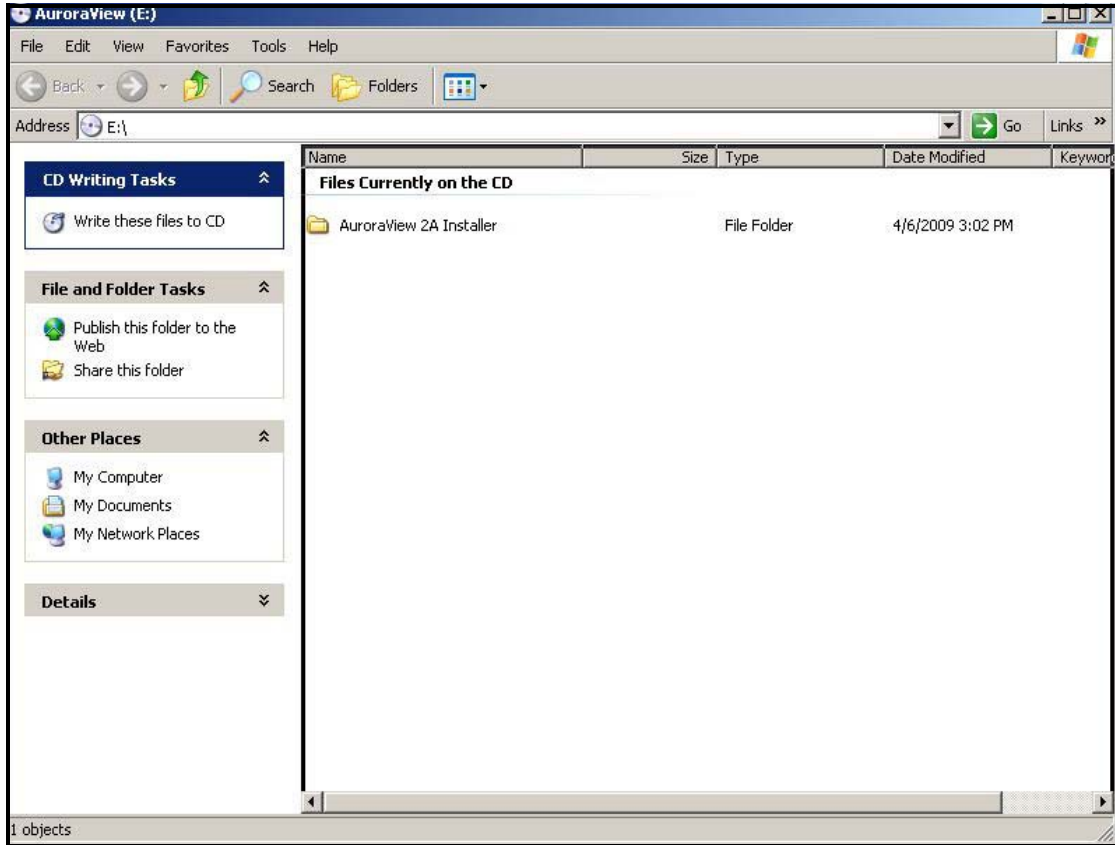 AuroraView (E:)
File Edit View Favorites Tools Help
Back Search Folders
Address E:\ Go Links »
Name Size Type Date Modified Keywor
CD Writing Tasks
Write these files to CD
File and Folder Tasks
Publish this folder to the
Web
Share this folder
Other Places
My Computer
My Documents
My Network Places
Details
Files Currently on the CD
AuroraView 2A Installer File Folder 4/6/2009 3:02 PM
1 objects